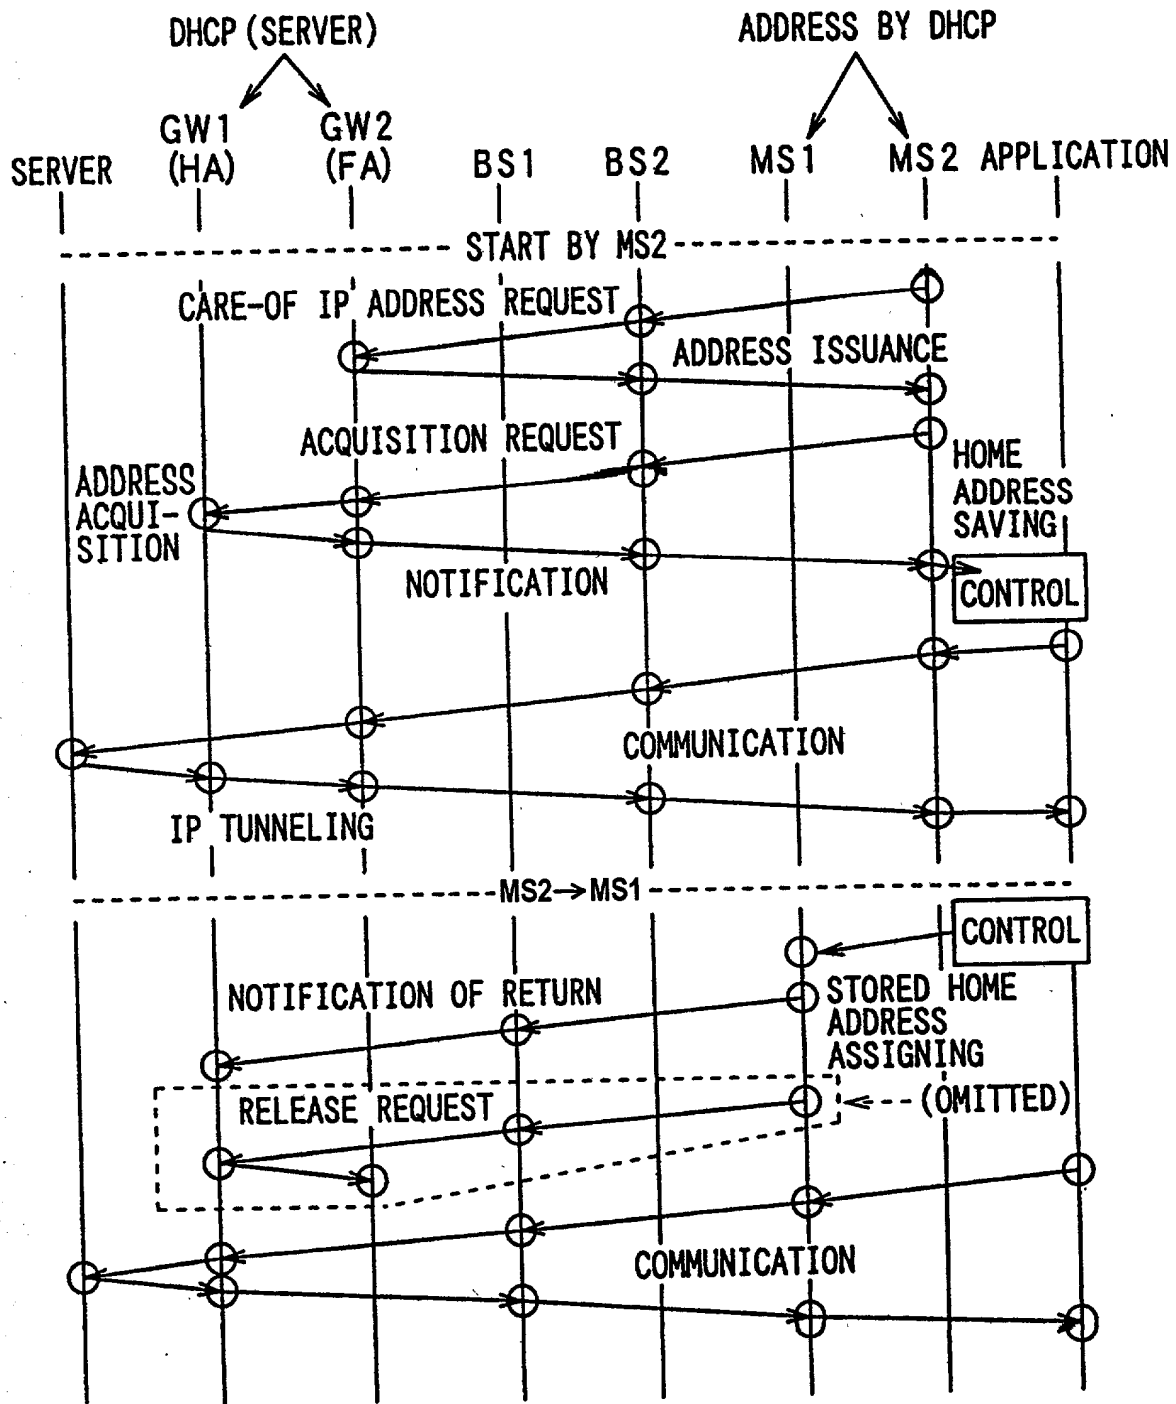 DHCP (SERVER)
ADDRESS BY DHCP
GW1
(HA)
GW2
(FA)
SERVER
BS1
BS2
MS1
MS2
APPLICATION
START BY MS2
CARE-OF IP ADDRESS REQUEST
ADDRESS ISSUANCE
ACQUISITION REQUEST
HOME
ADDRESS
SAVING
ADDRESS
ACQUI-
SITION
NOTIFICATION
CONTROL
COMMUNICATION
IP TUNNELING
MS2→MS1
CONTROL
NOTIFICATION OF RETURN
STORED HOME
ADDRESS
ASSIGNING
RELEASE REQUEST
(OMITTED)
COMMUNICATION